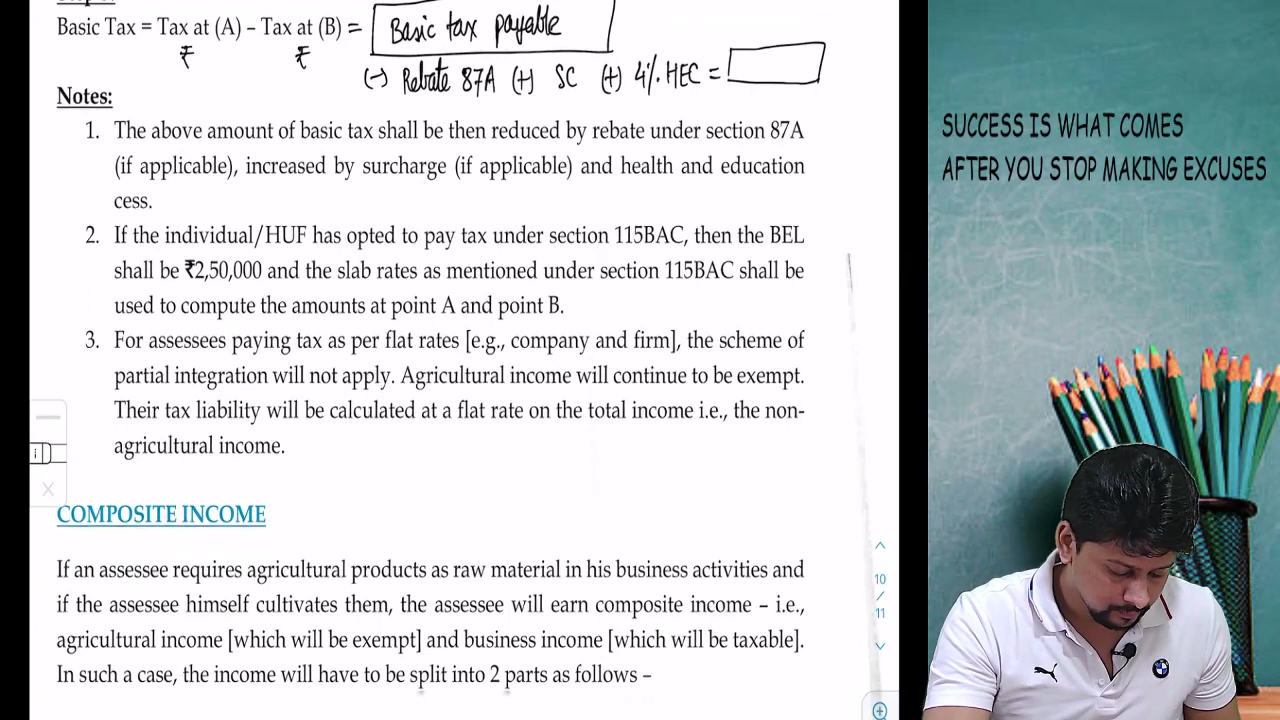 Basic Tax = Tax at (A) – Tax at (B) = Basic tax payable
₹ ₹
(-) Rebate 87A (+) SC (+) 4% HEC =
Notes:
1. The above amount of basic tax shall be then reduced by rebate under section 87A
(if applicable), increased by surcharge (if applicable) and health and education
cess.
2. If the individual/HUF has opted to pay tax under section 115BAC, then the BEL
shall be ₹2,50,000 and the slab rates as mentioned under section 115BAC shall be
used to compute the amounts at point A and point B.
3. For assessees paying tax as per flat rates [e.g., company and firm], the scheme of
partial integration will not apply. Agricultural income will continue to be exempt.
Their tax liability will be calculated at a flat rate on the total income i.e., the non-
agricultural income.
COMPOSITE INCOME
If an assessee requires agricultural products as raw material in his business activities and
if the assessee himself cultivates them, the assessee will earn composite income – i.e.,
agricultural income [which will be exempt] and business income [which will be taxable].
In such a case, the income will have to be split into 2 parts as follows –
10
/
11
SUCCESS IS WHAT COMES
AFTER YOU STOP MAKING EXCUSES